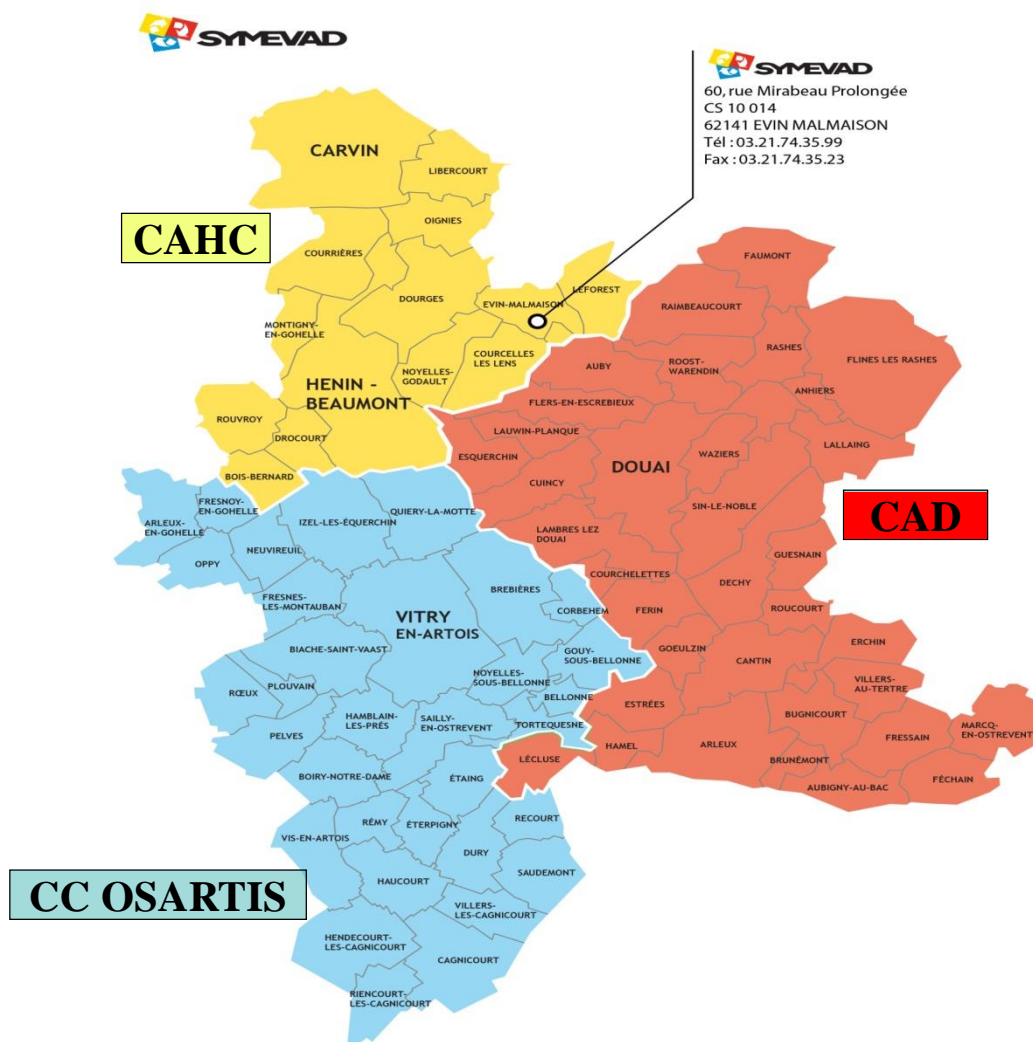 SYMEVAD
SYMEVAD
60, rue Mirabeau Prolongée
CS 10 014
62141 EVIN MALMAISON
Tél : 03.21.74.35.99
Fax : 03.21.74.35.23
CARVIN
LIBERCOURT
OIGNIES
CAHC
COURRIÈRES
FAUMONT
LEFOREST
DOURGES
EVIN-MALMAISON
RAIMBEAUCOURT
MONTIGNY-
EN-GOHELLE
RASHES
FLINES LES RASHES
COURCELLES
LES LENS
AUBY
ROOST-
WARENDIN
NOYELLES-
GODAULT
HENIN -
BEAUMONT
ANHIERS
FLERS-EN-ESCREBIEUX
ROUVROY
LAUWIN-PLANQUE
DROCOURT
LALLAING
ESQUERCHIN
WAZIERS
DOUAI
BOIS-BERNARD
CUINCY
FRESNOY-
EN-GOHELLE
SIN-LE-NOBLE
QUIERY-LA-MOTTE
CAD
ARLEUX-
EN-GOHELLE
IZEL-LES-ÉQUERCHIN
LAMBRES LEZ
DOUAI
NEUVIREUIL
GUESNAIN
OPPY
COURCHELETTES
DECHY
BREBIÈRES
FRESNES-
LES-MONTAUBAN
CORBEHEM
FERIN
ROUCOURT
VITRY
EN-ARTOIS
ERCHIN
BIACHE-SAINT-VAAST
GOUY-
SOUS-BELLONNE
GOEULZIN
CANTIN
NOYELLES-
SOUS-BELLONNE
VILLERS-
AU-TERTRE
RŒUX
PLOUVAIN
BELLONNE
ESTRÉES
BUGNICOURT
HAMBLAIN-
LES-PRÉS
SAILLY-
EN-OSTREVENT
TORTEQUESNE
MARCQ-
EN-OSTREVENT
PELVES
FRESSAIN
HAMEL
ARLEUX
LÉCLUSE
BRUNÉMONT
BOIRY-NOTRE-DAME
ÉTAING
FÉCHAIN
AUBIGNY-AU-BAC
RÉMY
ÉTERPIGNY
RECOURT
VIS-EN-ARTOIS
DURY
SAUDEMONT
HAUCOURT
CC OSARTIS
VILLERS-
LES-CAGNICOURT
HENDECOURT-
LES-CAGNICOURT
CAGNICOURT
RIENCOURT-
LES-CAGNICOURT